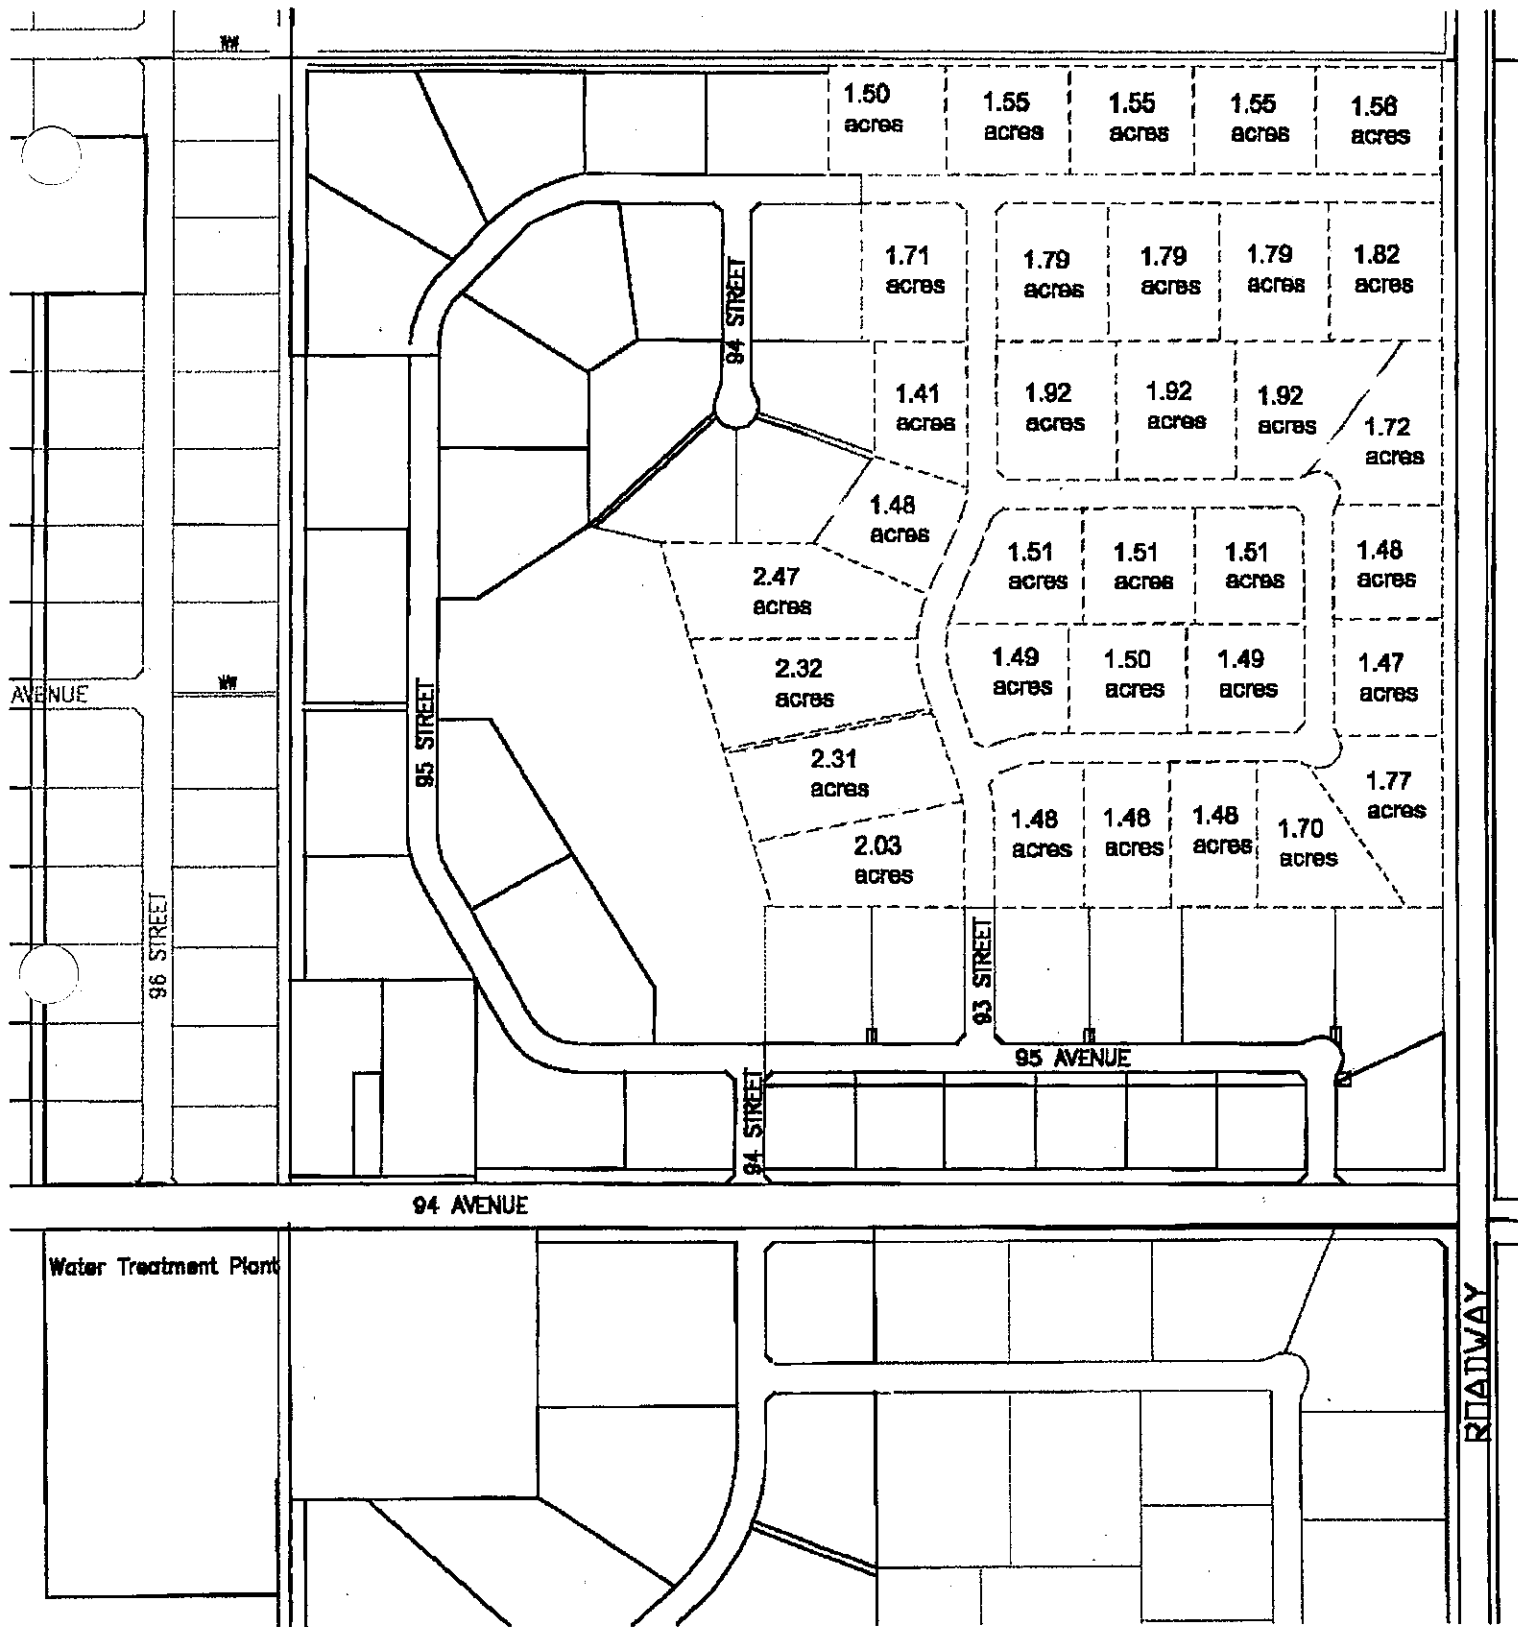 WW
1.50
acres
1.55
acres
1.55
acres
1.55
acres
1.56
acres
1.71
acres
1.79
acres
1.79
acres
1.79
acres
1.82
acres
94 STREET
1.41
acres
1.92
acres
1.92
acres
1.92
acres
1.72
acres
1.48
acres
1.51
acres
1.51
acres
1.51
acres
1.48
acres
2.47
acres
2.32
acres
1.49
acres
1.50
acres
1.49
acres
1.47
acres
AVENUE
WW
95 STREET
2.31
acres
1.77
acres
2.03
acres
1.48
acres
1.48
acres
1.48
acres
1.70
acres
96 STREET
93 STREET
95 AVENUE
94 STREET
94 AVENUE
Water Treatment Plant
ROADWAY